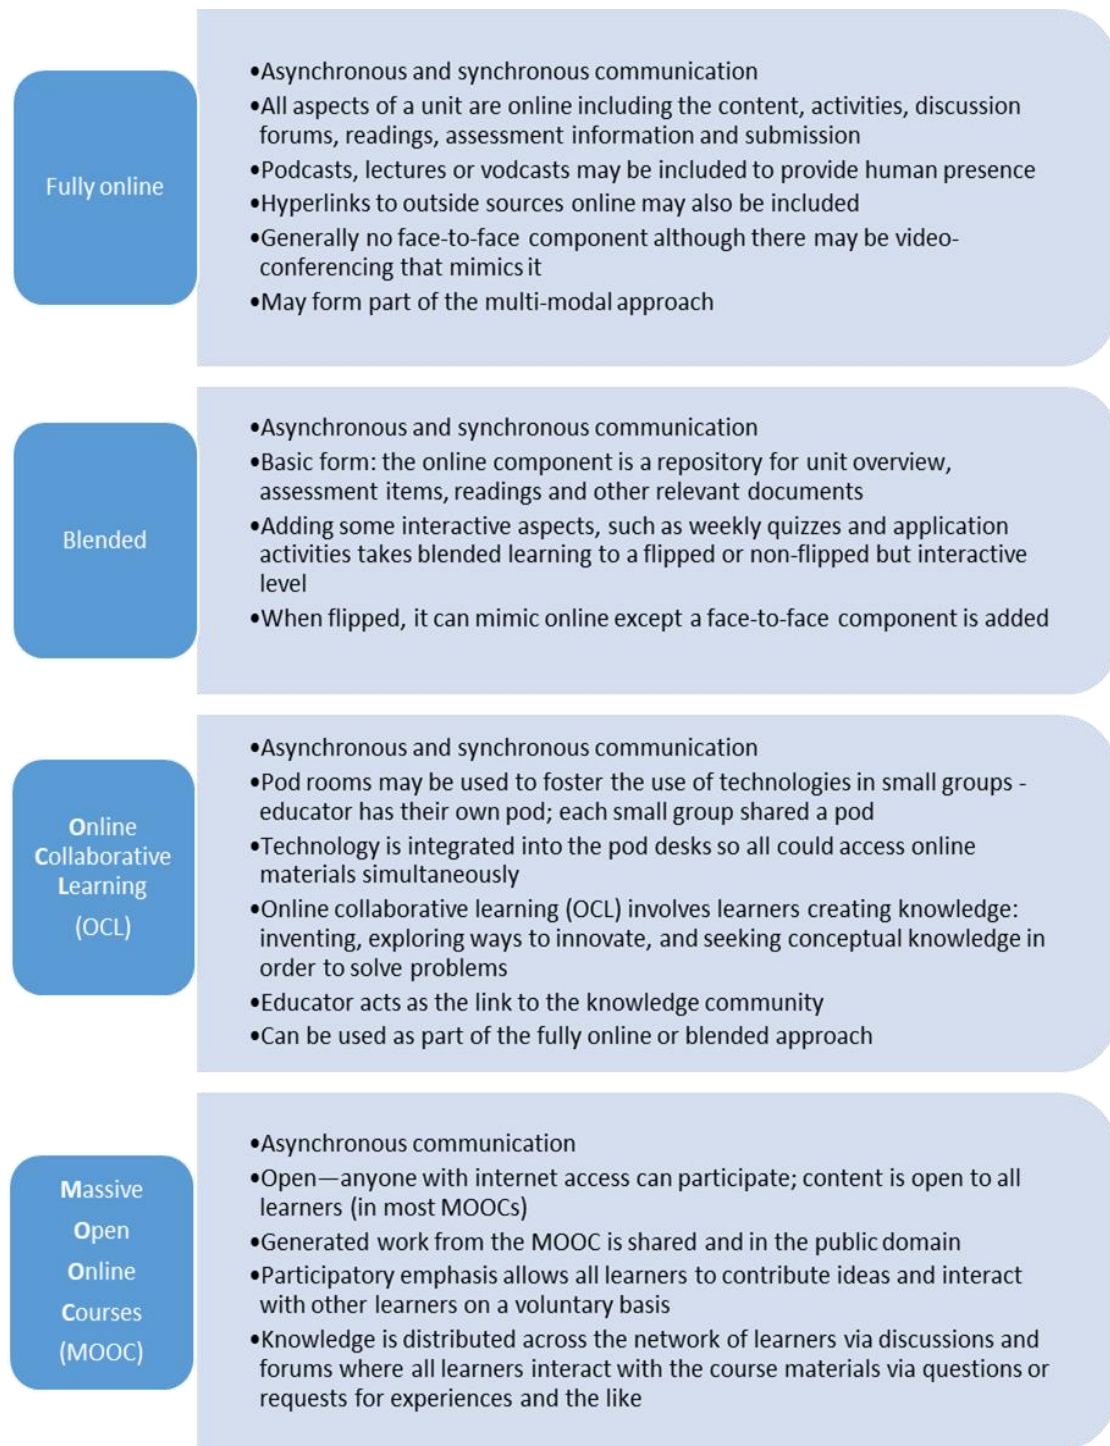 Fully online
•Asynchronous and synchronous communication
•All aspects of a unit are online including the content, activities, discussion
forums, readings, assessment information and submission
•Podcasts, lectures or vodcasts may be included to provide human presence
•Hyperlinks to outside sources online may also be included
•Generally no face-to-face component although there may be video-
conferencing that mimics it
•May form part of the multi-modal approach
Blended
•Asynchronous and synchronous communication
•Basic form: the online component is a repository for unit overview,
assessment items, readings and other relevant documents
•Adding some interactive aspects, such as weekly quizzes and application
activities takes blended learning to a flipped or non-flipped but interactive
level
•When flipped, it can mimic online except a face-to-face component is added
Online
Collaborative
Learning
(OCL)
•Asynchronous and synchronous communication
•Pod rooms may be used to foster the use of technologies in small groups -
educator has their own pod; each small group shared a pod
•Technology is integrated into the pod desks so all could access online
materials simultaneously
•Online collaborative learning (OCL) involves learners creating knowledge:
inventing, exploring ways to innovate, and seeking conceptual knowledge in
order to solve problems
•Educator acts as the link to the knowledge community
•Can be used as part of the fully online or blended approach
Massive
Open
Online
Courses
(MOOC)
•Asynchronous communication
•Open—anyone with internet access can participate; content is open to all
learners (in most MOOCs)
•Generated work from the MOOC is shared and in the public domain
•Participatory emphasis allows all learners to contribute ideas and interact
with other learners on a voluntary basis
•Knowledge is distributed across the network of learners via discussions and
forums where all learners interact with the course materials via questions or
requests for experiences and the like